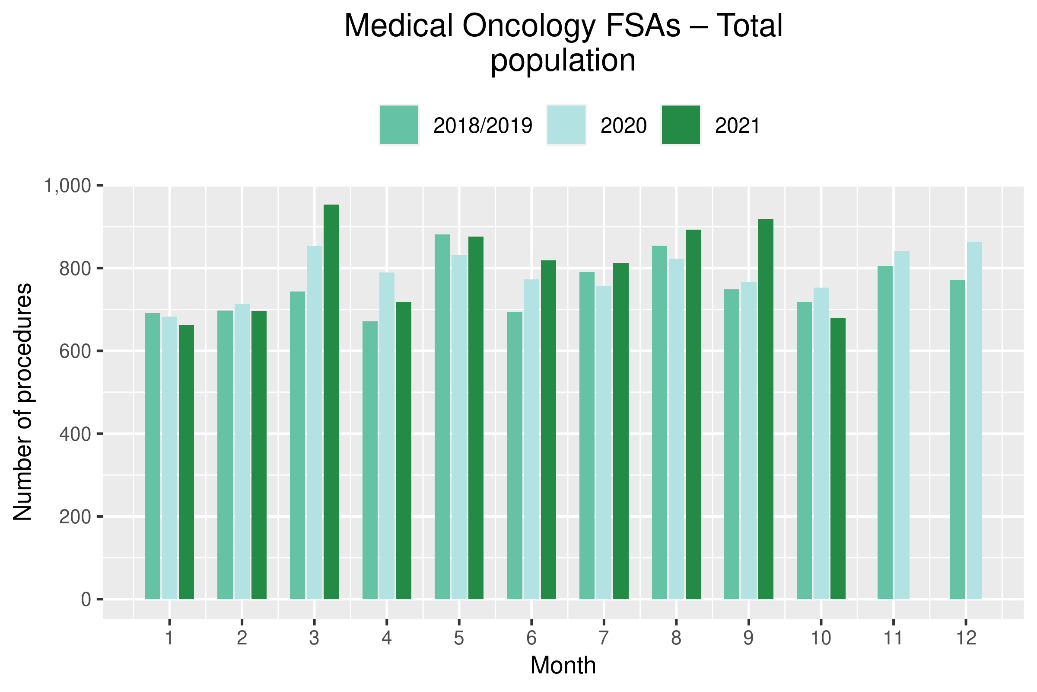 Medical Oncology FSAs – Total
population
2018/2019 2020 2021
1,000
800
600
400
200
0
Number of procedures
1 2 3 4 5 6 7 8 9 10 11 12
Month